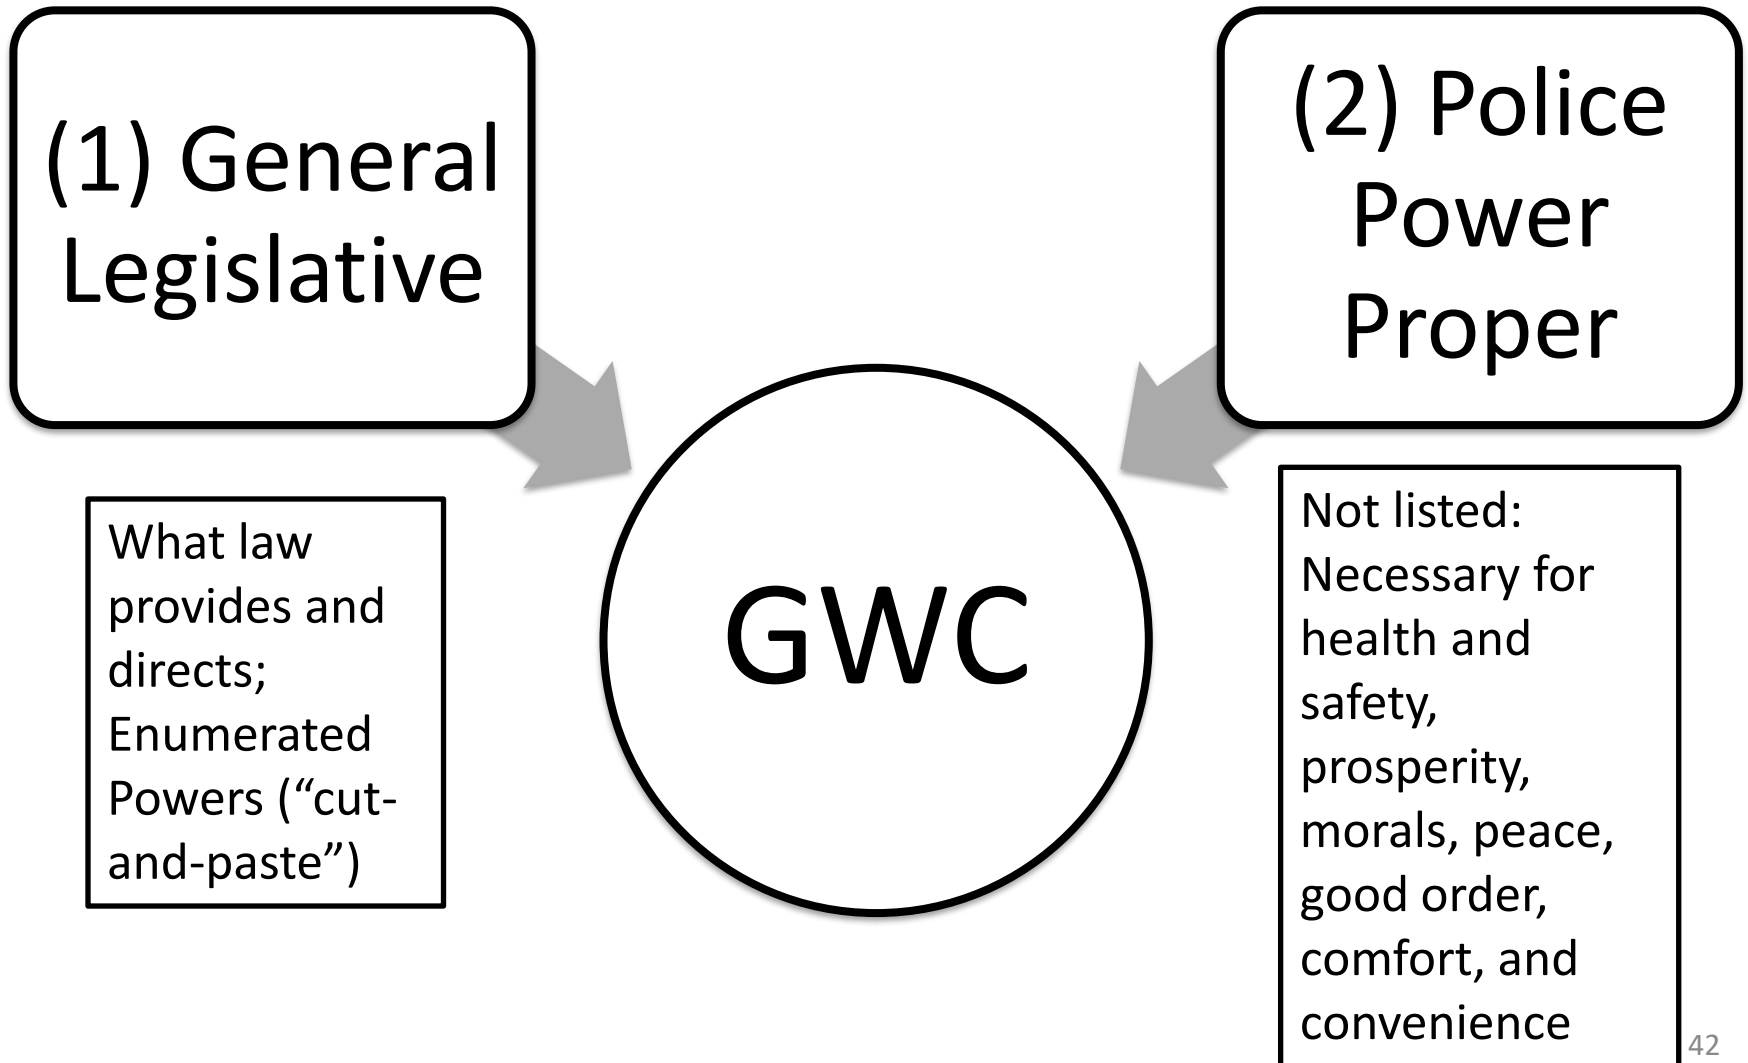 (1) General
Legislative
(2) Police
Power
Proper
GWC
What law
provides and
directs;
Enumerated
Powers (“cut-
and-paste”)
Not listed:
Necessary for
health and
safety,
prosperity,
morals, peace,
good order,
comfort, and
convenience
42